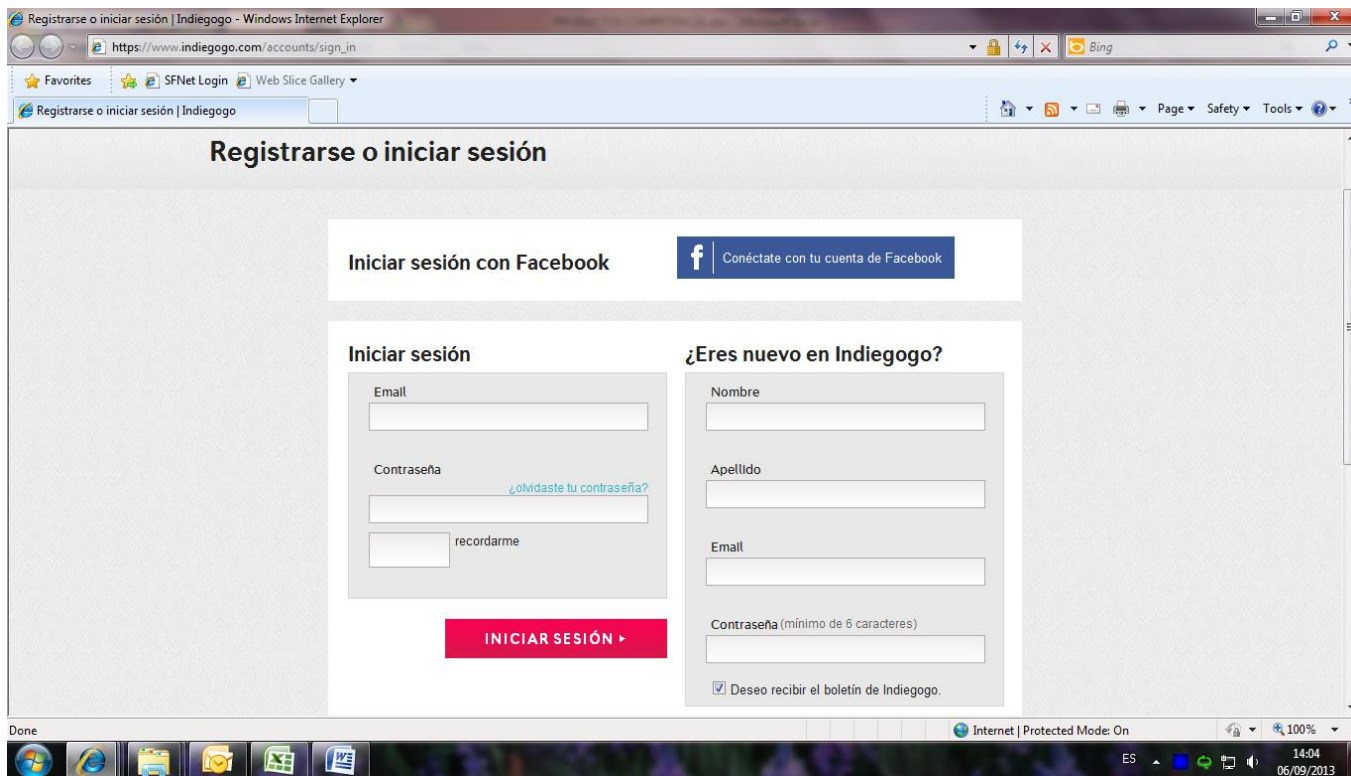 Registrarse o iniciar sesión | Indiegogo - Windows Internet Explorer
https://www.indiegogo.com/accounts/sign_in
Bing
Favorites SFNet Login Web Slice Gallery
Registrarse o iniciar sesión | Indiegogo
Page Safety Tools
Registrarse o iniciar sesión
Iniciar sesión con Facebook
f Conéctate con tu cuenta de Facebook
Iniciar sesión
Email
Contraseña
¿olvidaste tu contraseña?
recordarme
INICIAR SESIÓN
¿Eres nuevo en Indiegogo?
Nombre
Apellido
Email
Contraseña (mínimo de 6 caracteres)
Deseo recibir el boletín de Indiegogo.
Done
Internet | Protected Mode: On
100%
ES
14:04
06/09/2013